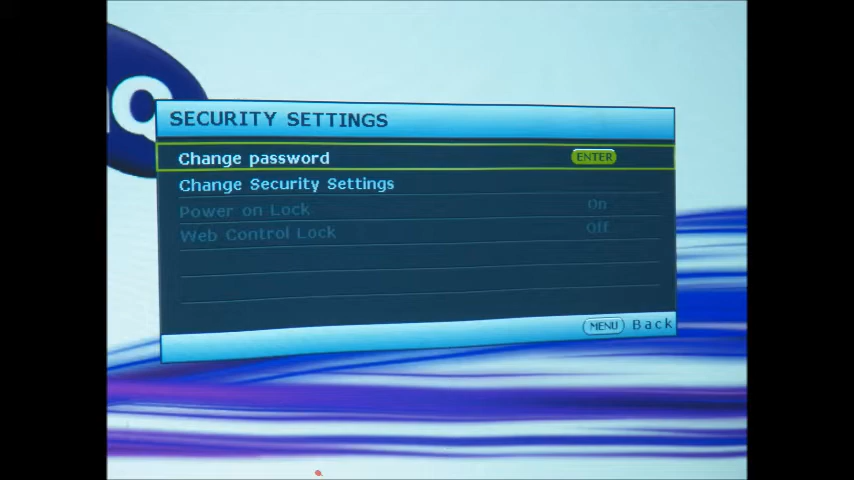 Q
SECURITY SETTINGS
Change password ENTER
Change Security Settings
Power on Lock On
Web Control Lock Off
MENU Back